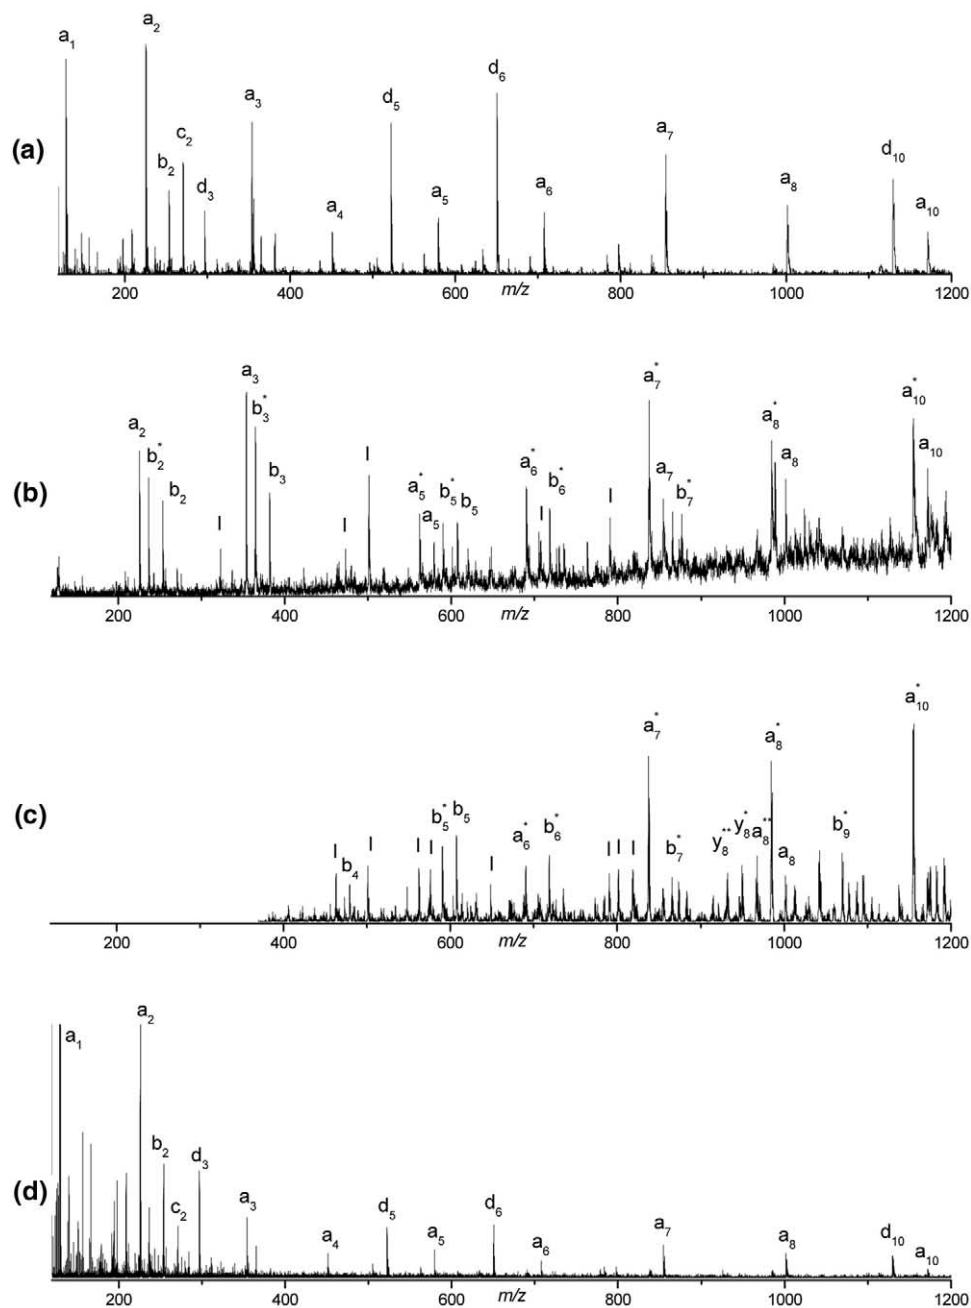 (a)
a₁ a₂ b₂ c₂ d₃ a₃ a₄ d₅ a₅ d₆ a₆ a₇ a₈ d₁₀ a₁₀
200 400 600 800 1000 1200
m/z
(b)
a₂ b₂* b₂ I a₃ b₃* b₃ I I a₅* a₅ b₅* b₅ a₆* I b₆* I a₇* a₇ b₇* a₈* a₈ a₁₀* a₁₀
200 400 600 800 1000 1200
m/z
(c)
I b₄ I I I b₅* b₅ I a₆* b₆* I I I a₇* b₇* y₈** y₈* a₈** a₈* a₈ b₉* a₁₀*
200 400 600 800 1000 1200
m/z
(d)
a₁ a₂ b₂ c₂ d₃ a₃ a₄ d₅ a₅ d₆ a₆ a₇ a₈ d₁₀ a₁₀
200 400 600 800 1000 1200
m/z